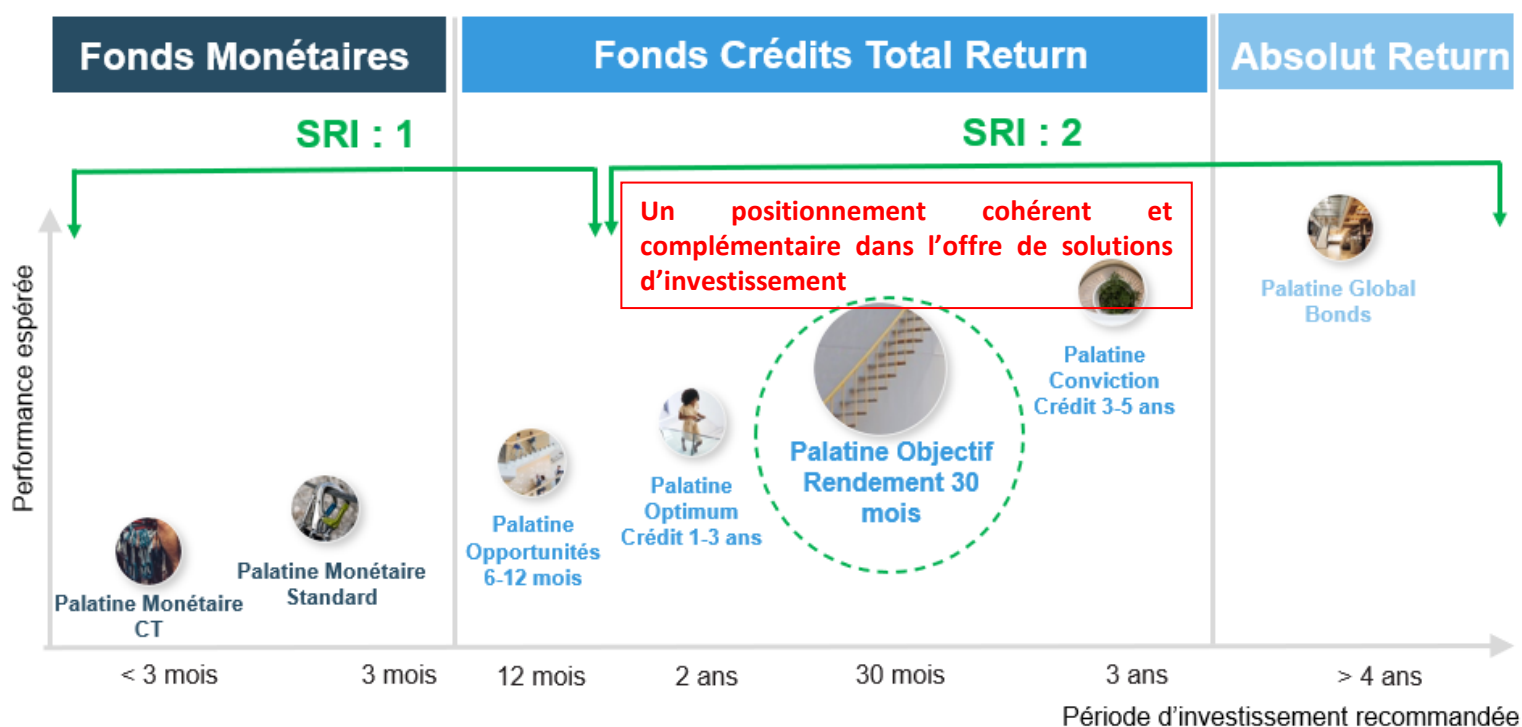 Fonds Monétaires
Fonds Crédits Total Return
Absolut Return
SRI : 1
SRI : 2
Un positionnement cohérent et
complémentaire dans l’offre de solutions
d’investissement
Performance espérée
Palatine Monétaire
CT
Palatine Monétaire
Standard
Palatine
Opportunités
6-12 mois
Palatine
Optimum
Crédit 1-3 ans
Palatine Objectif
Rendement 30
mois
Palatine
Conviction
Crédit 3-5 ans
Palatine Global
Bonds
< 3 mois
3 mois
12 mois
2 ans
30 mois
3 ans
> 4 ans
Période d’investissement recommandée